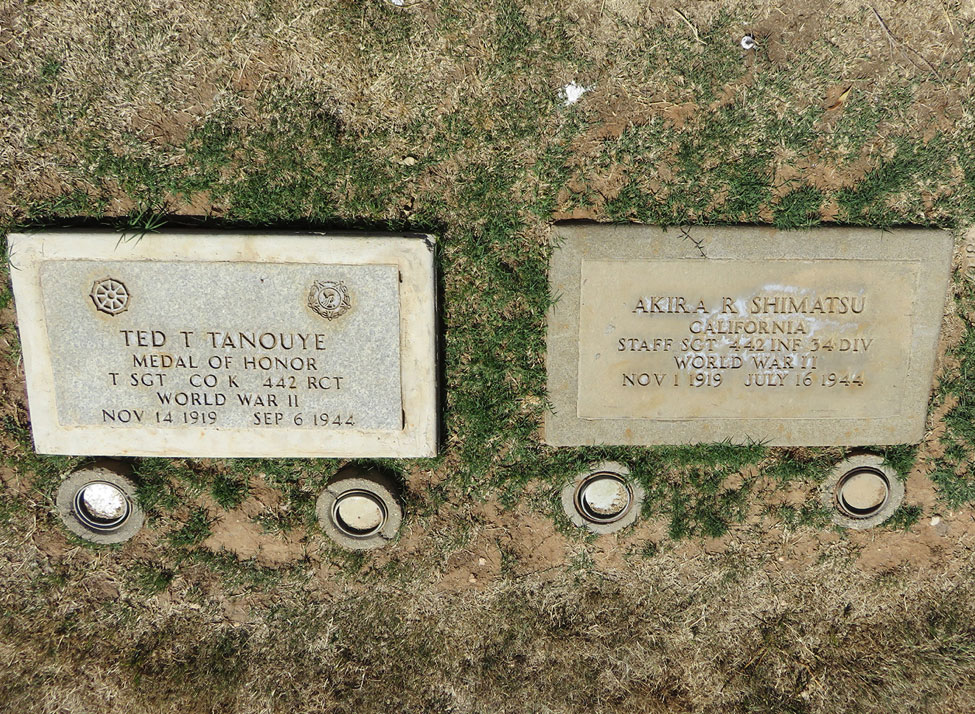 TED T TANOUYE
MEDAL OF HONOR
T SGT CO K 442 RCT
WORLD WAR II
NOV 14 1919 SEP 6 1944
AKIRA R SHIMATSU
CALIFORNIA
STAFF SGT 442 INF 34 DIV
WORLD WAR II
NOV 1 1919 JULY 16 1944